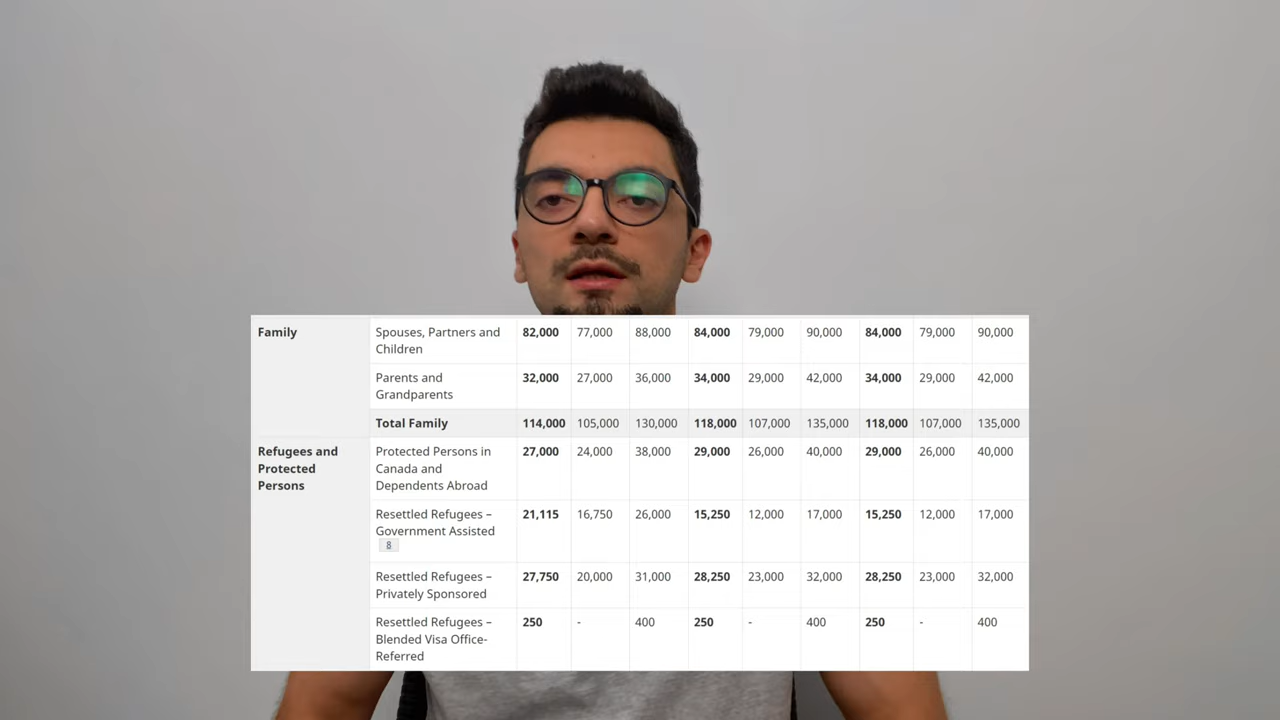 Family Spouses, Partners and 82,000 77,000 88,000 84,000 79,000 90,000 84,000 79,000 90,000
Children
Parents and 32,000 27,000 36,000 34,000 29,000 42,000 34,000 29,000 42,000
Grandparents
Total Family 114,000 105,000 130,000 118,000 107,000 135,000 118,000 107,000 135,000
Refugees and Protected Persons in 27,000 24,000 38,000 29,000 26,000 40,000 29,000 26,000 40,000
Protected Canada and
Persons Dependents Abroad
Resettled Refugees – 21,115 16,750 26,000 15,250 12,000 17,000 15,250 12,000 17,000
Government Assisted
8
Resettled Refugees – 27,750 20,000 31,000 28,250 23,000 32,000 28,250 23,000 32,000
Privately Sponsored
Resettled Refugees – 250 - 400 250 - 400 250 - 400
Blended Visa Office-
Referred